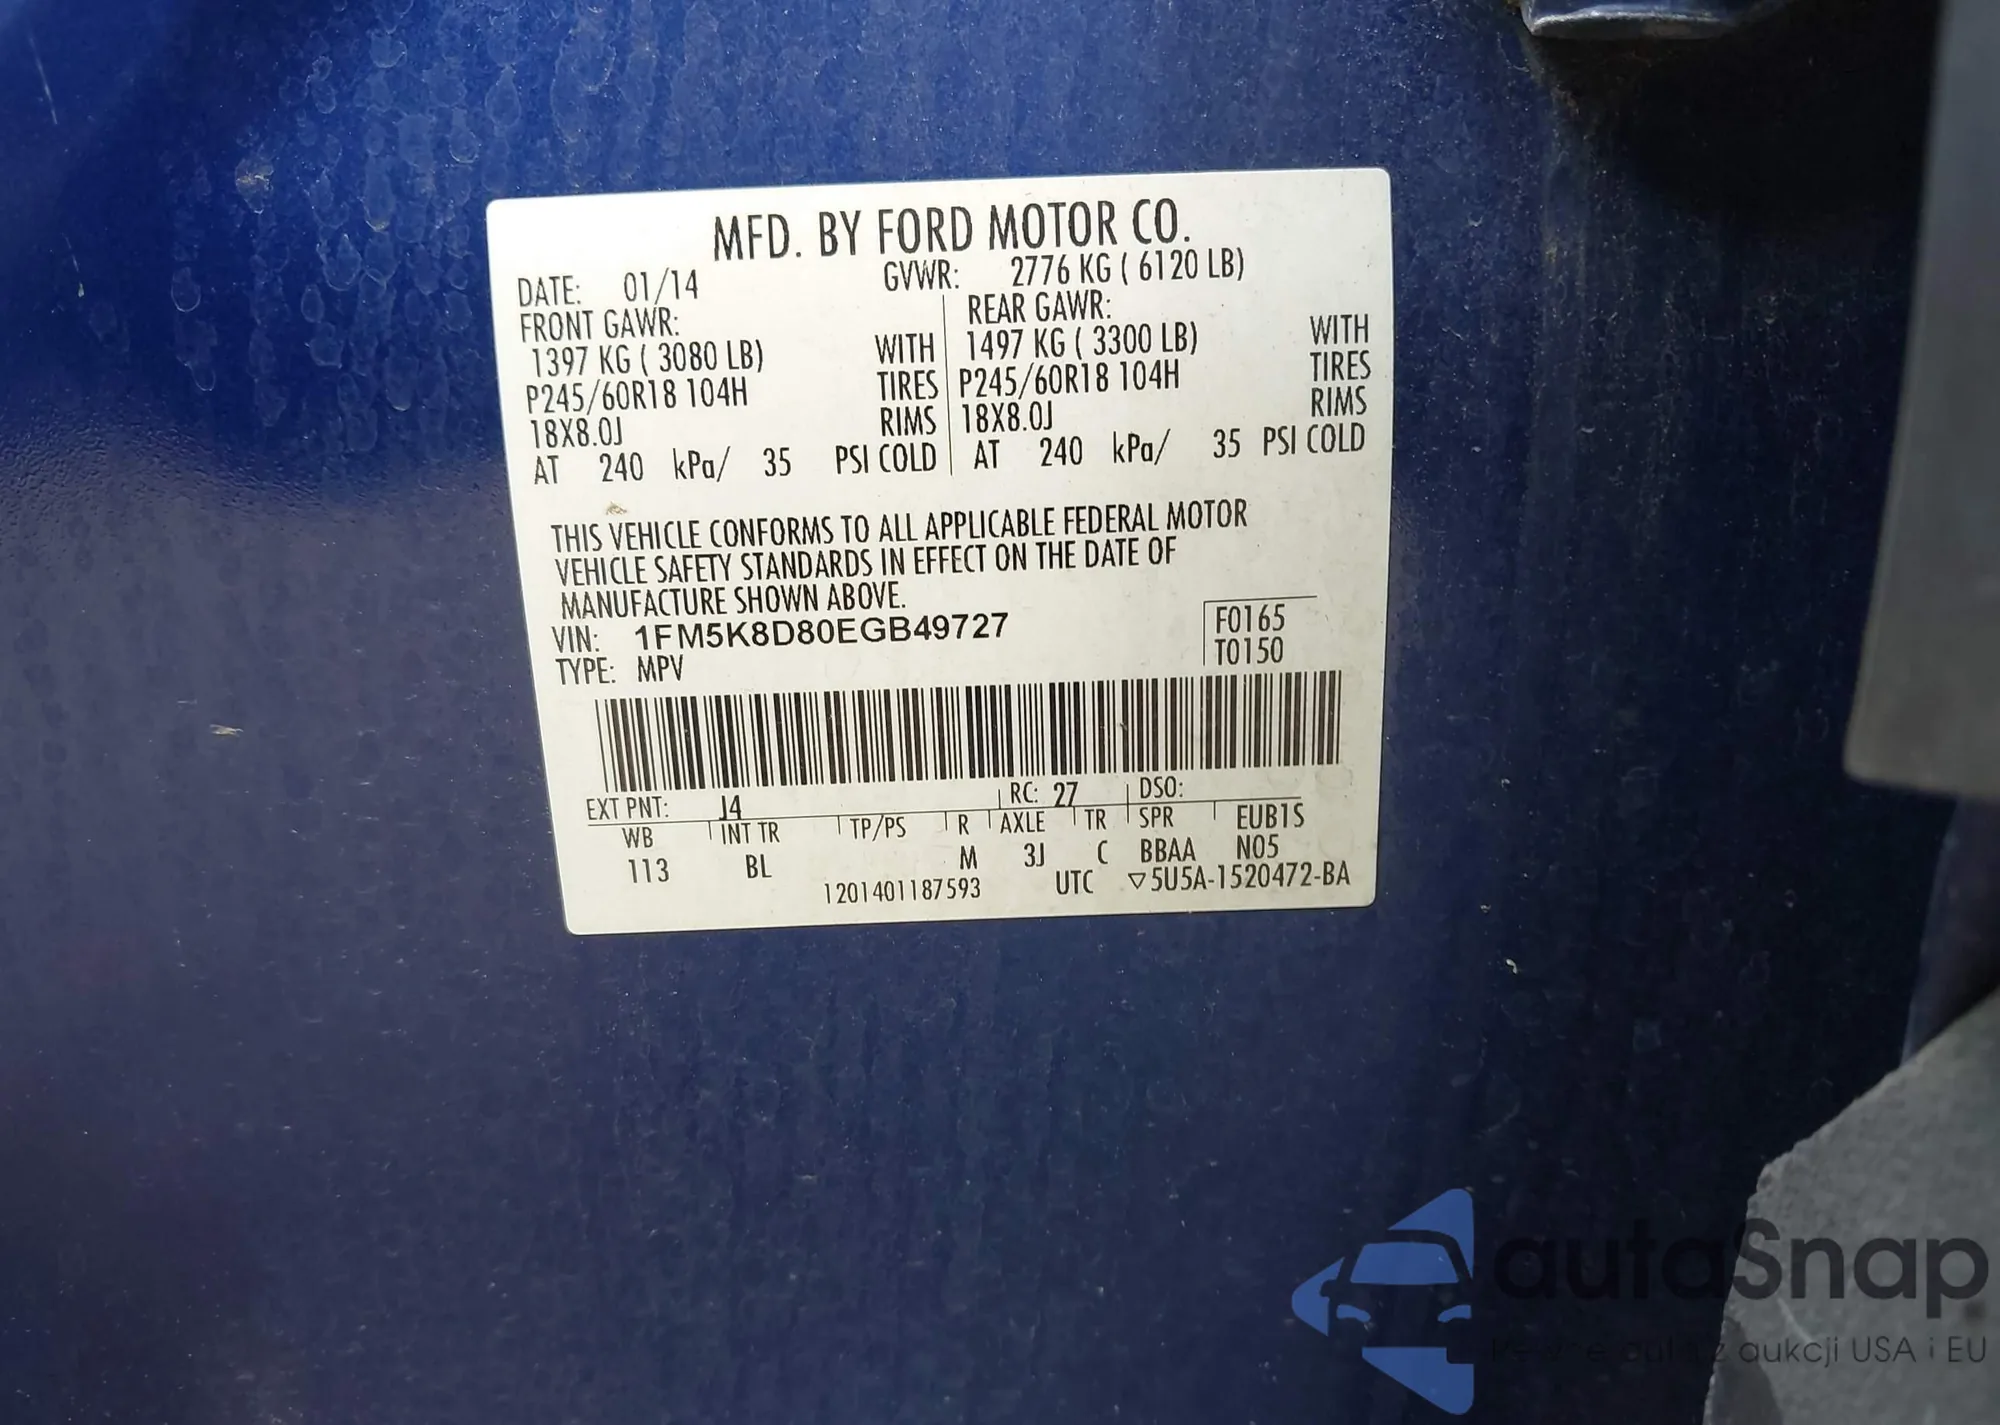 MFD. BY FORD MOTOR CO.
DATE: 01/14 GVWR: 2776 KG ( 6120 LB)
FRONT GAWR: REAR GAWR:
1397 KG ( 3080 LB) WITH 1497 KG ( 3300 LB) WITH
P245/60R18 104H TIRES P245/60R18 104H TIRES
18X8.0J RIMS 18X8.0J RIMS
AT 240 kPa/ 35 PSI COLD AT 240 kPa/ 35 PSI COLD
THIS VEHICLE CONFORMS TO ALL APPLICABLE FEDERAL MOTOR
VEHICLE SAFETY STANDARDS IN EFFECT ON THE DATE OF
MANUFACTURE SHOWN ABOVE.
VIN: 1FM5K8D80EGB49727 F0165
TYPE: MPV T0150
EXT PNT: J4 RC: 27 DSO:
WB INT TR TP/PS R AXLE TR SPR EUB1S
113 BL M 3J C BBAA N05
1201401187593 UTC ▽5U5A-1520472-BA
autaSnap
aukcji USA i EU